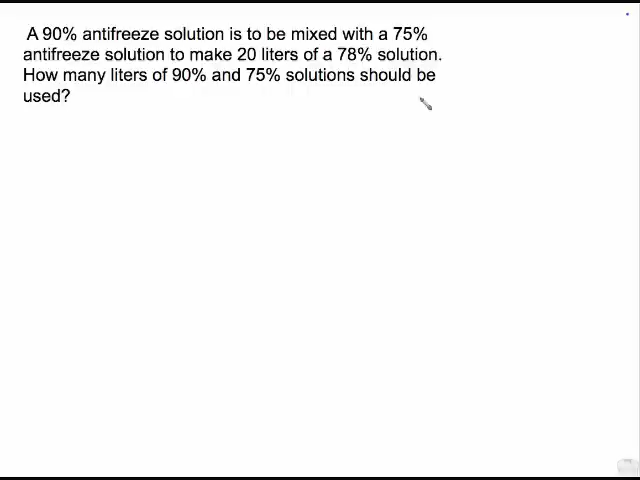 A 90% antifreeze solution is to be mixed with a 75%
antifreeze solution to make 20 liters of a 78% solution.
How many liters of 90% and 75% solutions should be
used?